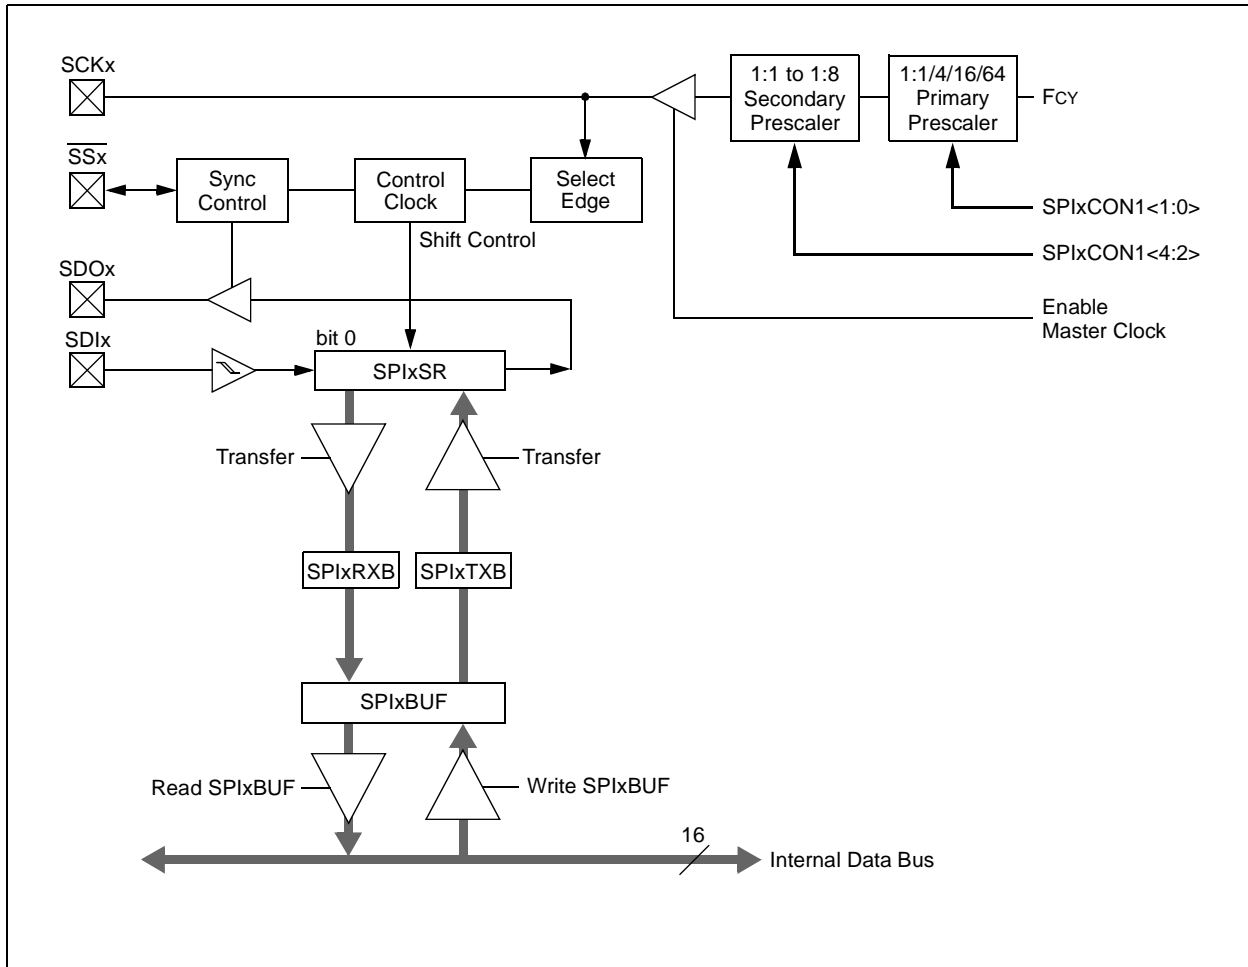 SCKx
1:1 to 1:8
Secondary
Prescaler
1:1/4/16/64
Primary
Prescaler
FCY
SSx
Sync
Control
Control
Clock
Select
Edge
SPIxCON1<1:0>
Shift Control
SPIxCON1<4:2>
SDOx
Enable
Master Clock
SDIx
bit 0
SPIxSR
Transfer
Transfer
SPIxRXB
SPIxTXB
SPIxBUF
Read SPIxBUF
Write SPIxBUF
16
Internal Data Bus